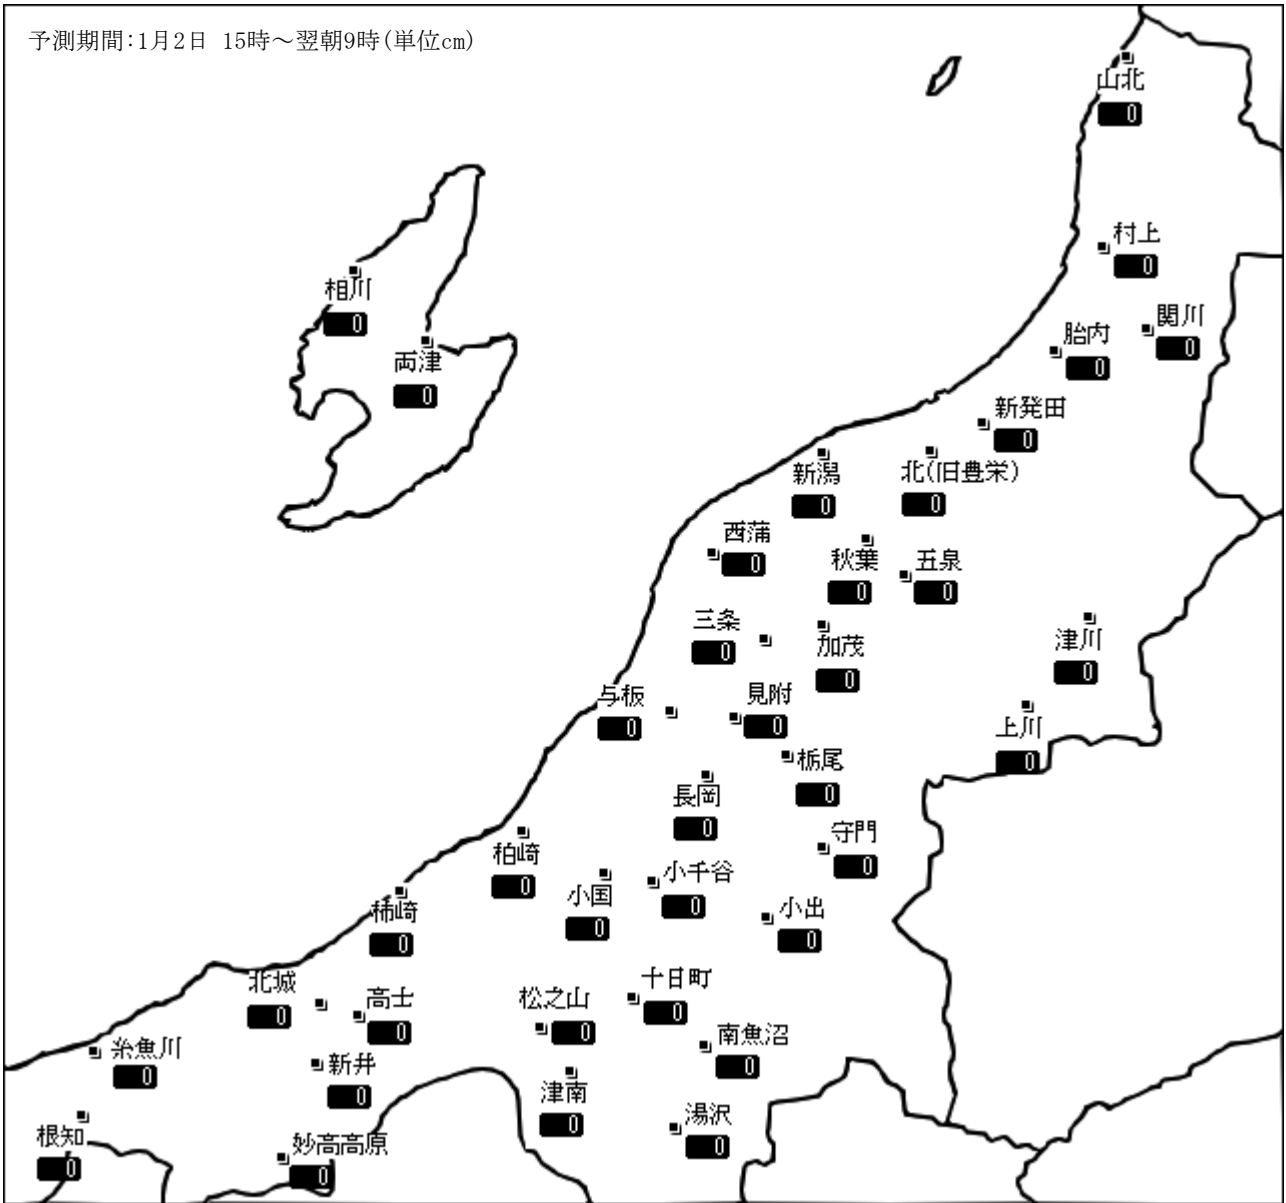 予測期間:1月2日 15時～翌朝9時(単位cm)
山北
0
村上
0
相川
0
関川
0
胎内
0
両津
0
新発田
0
新潟
0
北(旧豊栄)
0
西蒲
0
秋葉
0
五泉
0
三条
0
加茂
0
津川
0
与板
0
見附
0
上川
0
栃尾
0
長岡
0
守門
0
柏崎
0
小国
0
小千谷
0
小出
0
柿崎
0
北城
0
高士
0
松之山
0
十日町
0
南魚沼
0
糸魚川
0
新井
0
津南
0
湯沢
0
根知
0
妙高高原
0